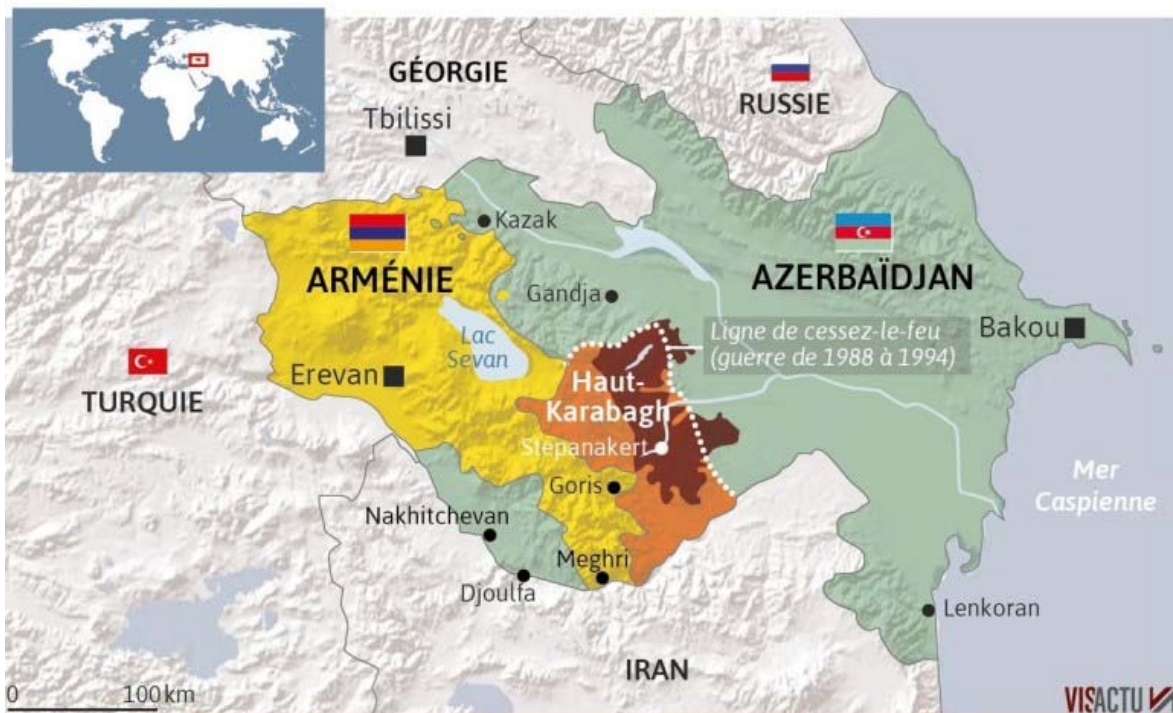 GÉORGIE
Tbilissi
RUSSIE
Kazak
ARMÉNIE
AZERBAÏDJAN
Gandja
Lac
Sevan
Ligne de cessez-le-feu
(guerre de 1988 à 1994)
Bakou
Erevan
TURQUIE
Haut-
Karabagh
Stepanakert
Goris
Mer
Caspienne
Nakhitchevan
Meghri
Djoulfa
Lenkoran
IRAN
0 100 km
VISACTU